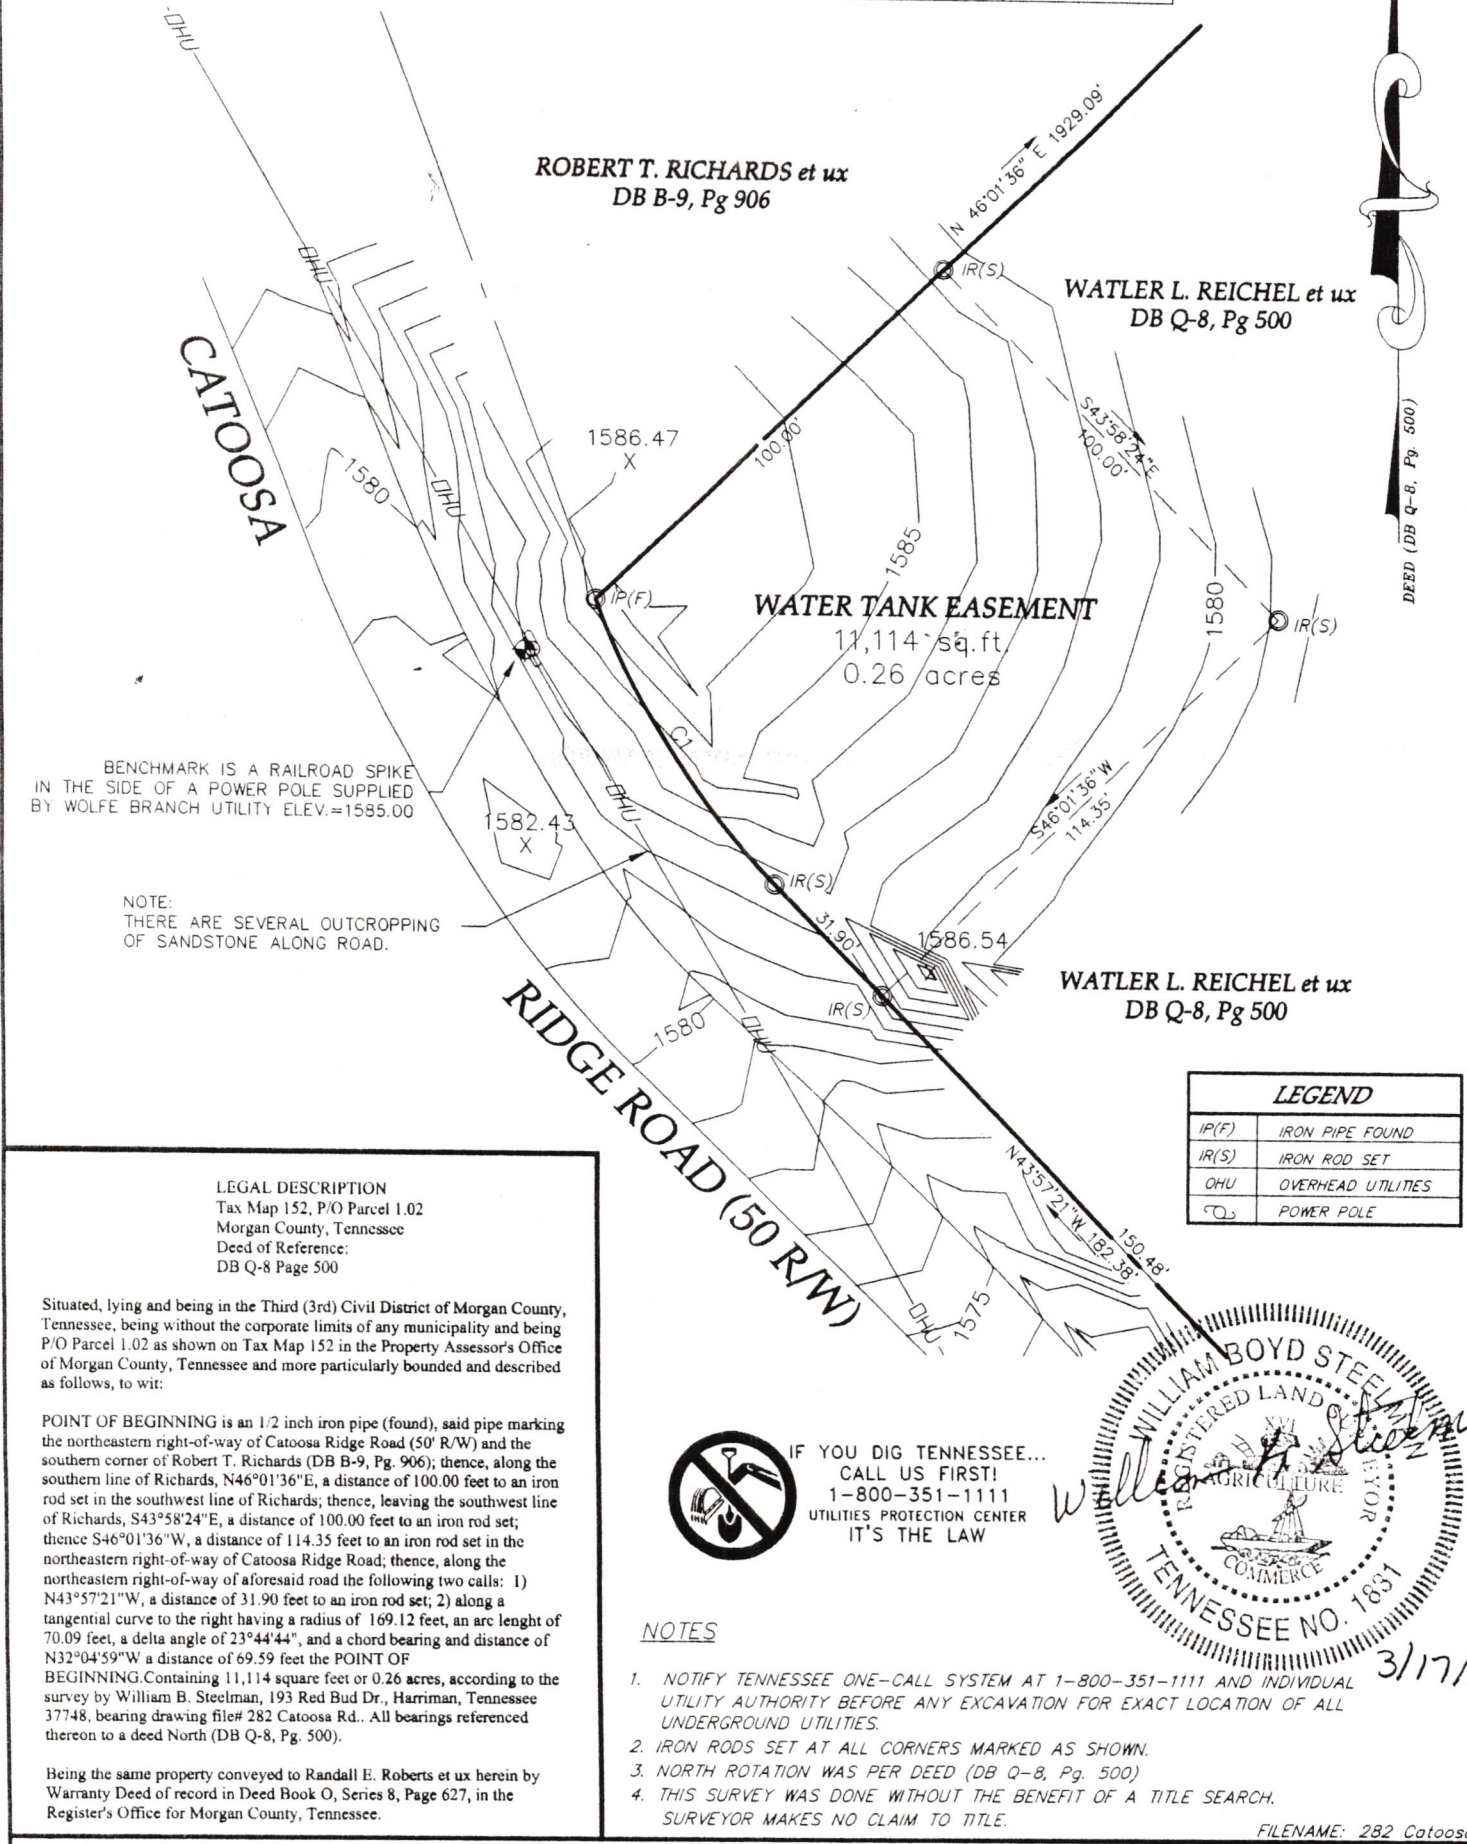 OHU
ROBERT T. RICHARDS et ux
DB B-9, Pg 906
N 46°01'36" E 1929.09'
IR(S)
WATLER L. REICHEL et ux
DB Q-8, Pg 500
DEED (DB Q-8, Pg. 500)
OHU
CATOOSA
1586.47
X
100.00'
S43°58'24"E
100.00'
1580
OHU
1585
1580
IP(F)
WATER TANK EASEMENT
11,114 sq.ft.
0.26 acres
IR(S)
C1
BENCHMARK IS A RAILROAD SPIKE
IN THE SIDE OF A POWER POLE SUPPLIED
BY WOLFE BRANCH UTILITY ELEV.=1585.00
OHU
1582.43
X
S46°01'36"W
114.35'
IR(S)
NOTE:
THERE ARE SEVERAL OUTCROPPING
OF SANDSTONE ALONG ROAD.
31.90'
1586.54
X
IR(S)
WATLER L. REICHEL et ux
DB Q-8, Pg 500
1580
OHU
RIDGE ROAD (50 R/W)
N43°57'21"W 182.38'
150.48'
OHU
1575
LEGEND
IP(F) IRON PIPE FOUND
IR(S) IRON ROD SET
OHU OVERHEAD UTILITIES
POWER POLE
LEGAL DESCRIPTION
Tax Map 152, P/O Parcel 1.02
Morgan County, Tennessee
Deed of Reference:
DB Q-8 Page 500
Situated, lying and being in the Third (3rd) Civil District of Morgan County,
Tennessee, being without the corporate limits of any municipality and being
P/O Parcel 1.02 as shown on Tax Map 152 in the Property Assessor's Office
of Morgan County, Tennessee and more particularly bounded and described
as follows, to wit:
POINT OF BEGINNING is an 1/2 inch iron pipe (found), said pipe marking
the northeastern right-of-way of Catoosa Ridge Road (50' R/W) and the
southern corner of Robert T. Richards (DB B-9, Pg. 906); thence, along the
southern line of Richards, N46°01'36"E, a distance of 100.00 feet to an iron
rod set in the southwest line of Richards; thence, leaving the southwest line
of Richards, S43°58'24"E, a distance of 100.00 feet to an iron rod set;
thence S46°01'36"W, a distance of 114.35 feet to an iron rod set in the
northeastern right-of-way of Catoosa Ridge Road; thence, along the
northeastern right-of-way of aforesaid road the following two calls: 1)
N43°57'21"W, a distance of 31.90 feet to an iron rod set; 2) along a
tangential curve to the right having a radius of 169.12 feet, an arc lenght of
70.09 feet, a delta angle of 23°44'44", and a chord bearing and distance of
N32°04'59"W a distance of 69.59 feet the POINT OF
BEGINNING.Containing 11,114 square feet or 0.26 acres, according to the
survey by William B. Steelman, 193 Red Bud Dr., Harriman, Tennessee
37748, bearing drawing file# 282 Catoosa Rd.. All bearings referenced
thereon to a deed North (DB Q-8, Pg. 500).
Being the same property conveyed to Randall E. Roberts et ux herein by
Warranty Deed of record in Deed Book O, Series 8, Page 627, in the
Register's Office for Morgan County, Tennessee.
IF YOU DIG TENNESSEE...
CALL US FIRST!
1-800-351-1111
UTILITIES PROTECTION CENTER
IT'S THE LAW
WILLIAM BOYD STEELMAN
REGISTERED LAND SURVEYOR
XVI
AGRICULTURE
COMMERCE
TENNESSEE NO. 1831
3/17/
NOTES
1. NOTIFY TENNESSEE ONE-CALL SYSTEM AT 1-800-351-1111 AND INDIVIDUAL
UTILITY AUTHORITY BEFORE ANY EXCAVATION FOR EXACT LOCATION OF ALL
UNDERGROUND UTILITIES.
2. IRON RODS SET AT ALL CORNERS MARKED AS SHOWN.
3. NORTH ROTATION WAS PER DEED (DB Q-8, Pg. 500)
4. THIS SURVEY WAS DONE WITHOUT THE BENEFIT OF A TITLE SEARCH.
SURVEYOR MAKES NO CLAIM TO TITLE.
FILENAME: 282 Catoosa